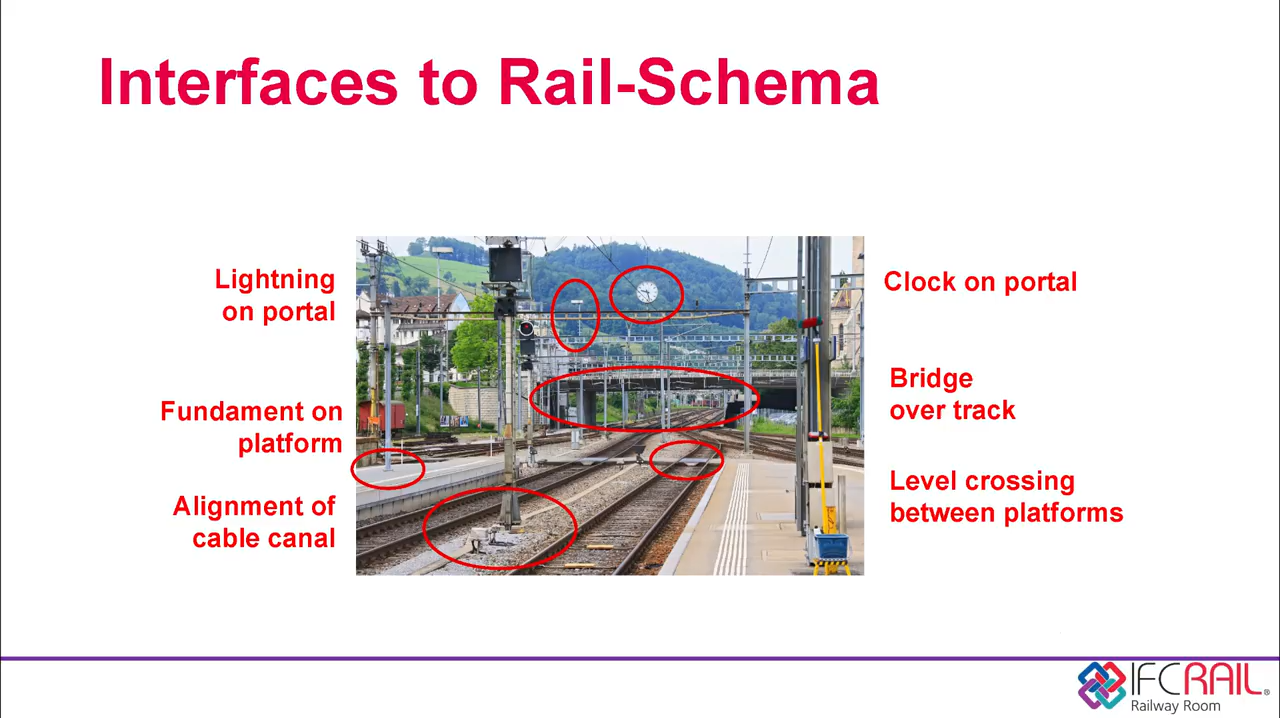 Interfaces to Rail-Schema
Lightning
on portal
Clock on portal
Fundament on
platform
Bridge
over track
Alignment of
cable canal
Level crossing
between platforms
IFCRAIL®
Railway Room